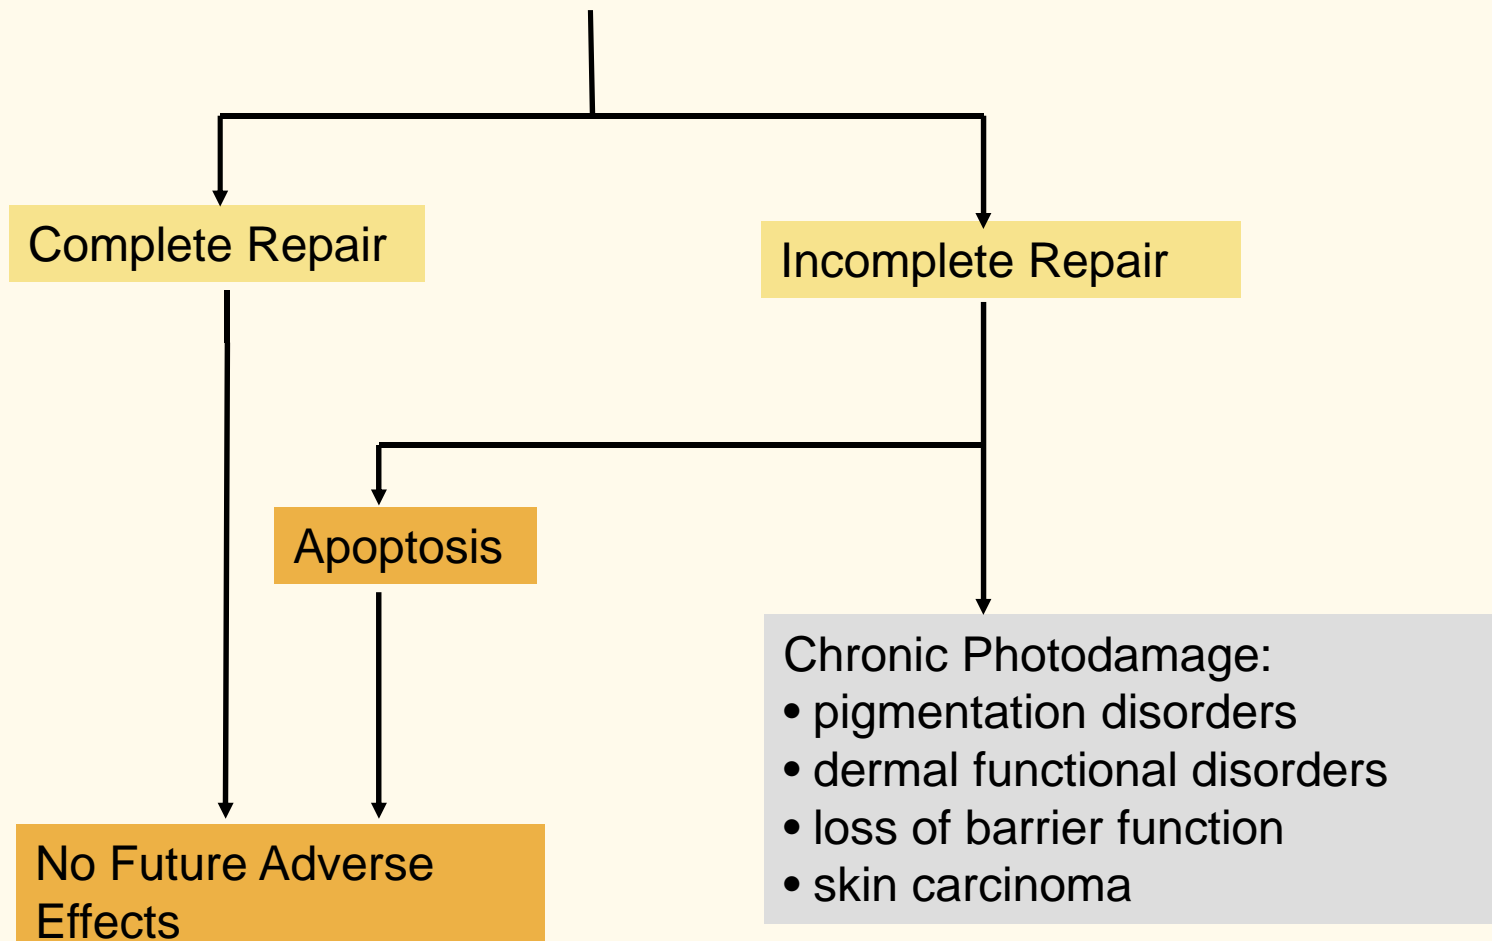 Complete Repair
Incomplete Repair
Apoptosis
Chronic Photodamage:
• pigmentation disorders
• dermal functional disorders
• loss of barrier function
• skin carcinoma
No Future Adverse
Effects